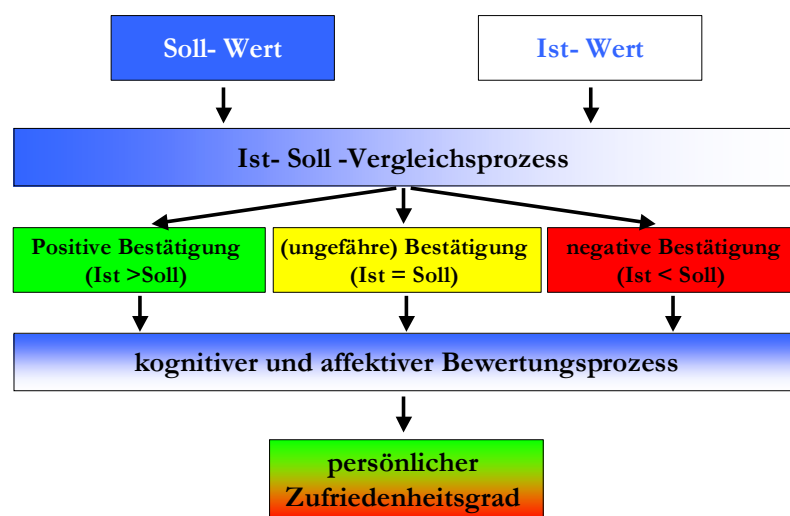 Soll- Wert
Ist- Wert
Ist- Soll -Vergleichsprozess
Positive Bestätigung
(Ist >Soll)
(ungefähre) Bestätigung
(Ist = Soll)
negative Bestätigung
(Ist < Soll)
kognitiver und affektiver Bewertungsprozess
persönlicher
Zufriedenheitsgrad